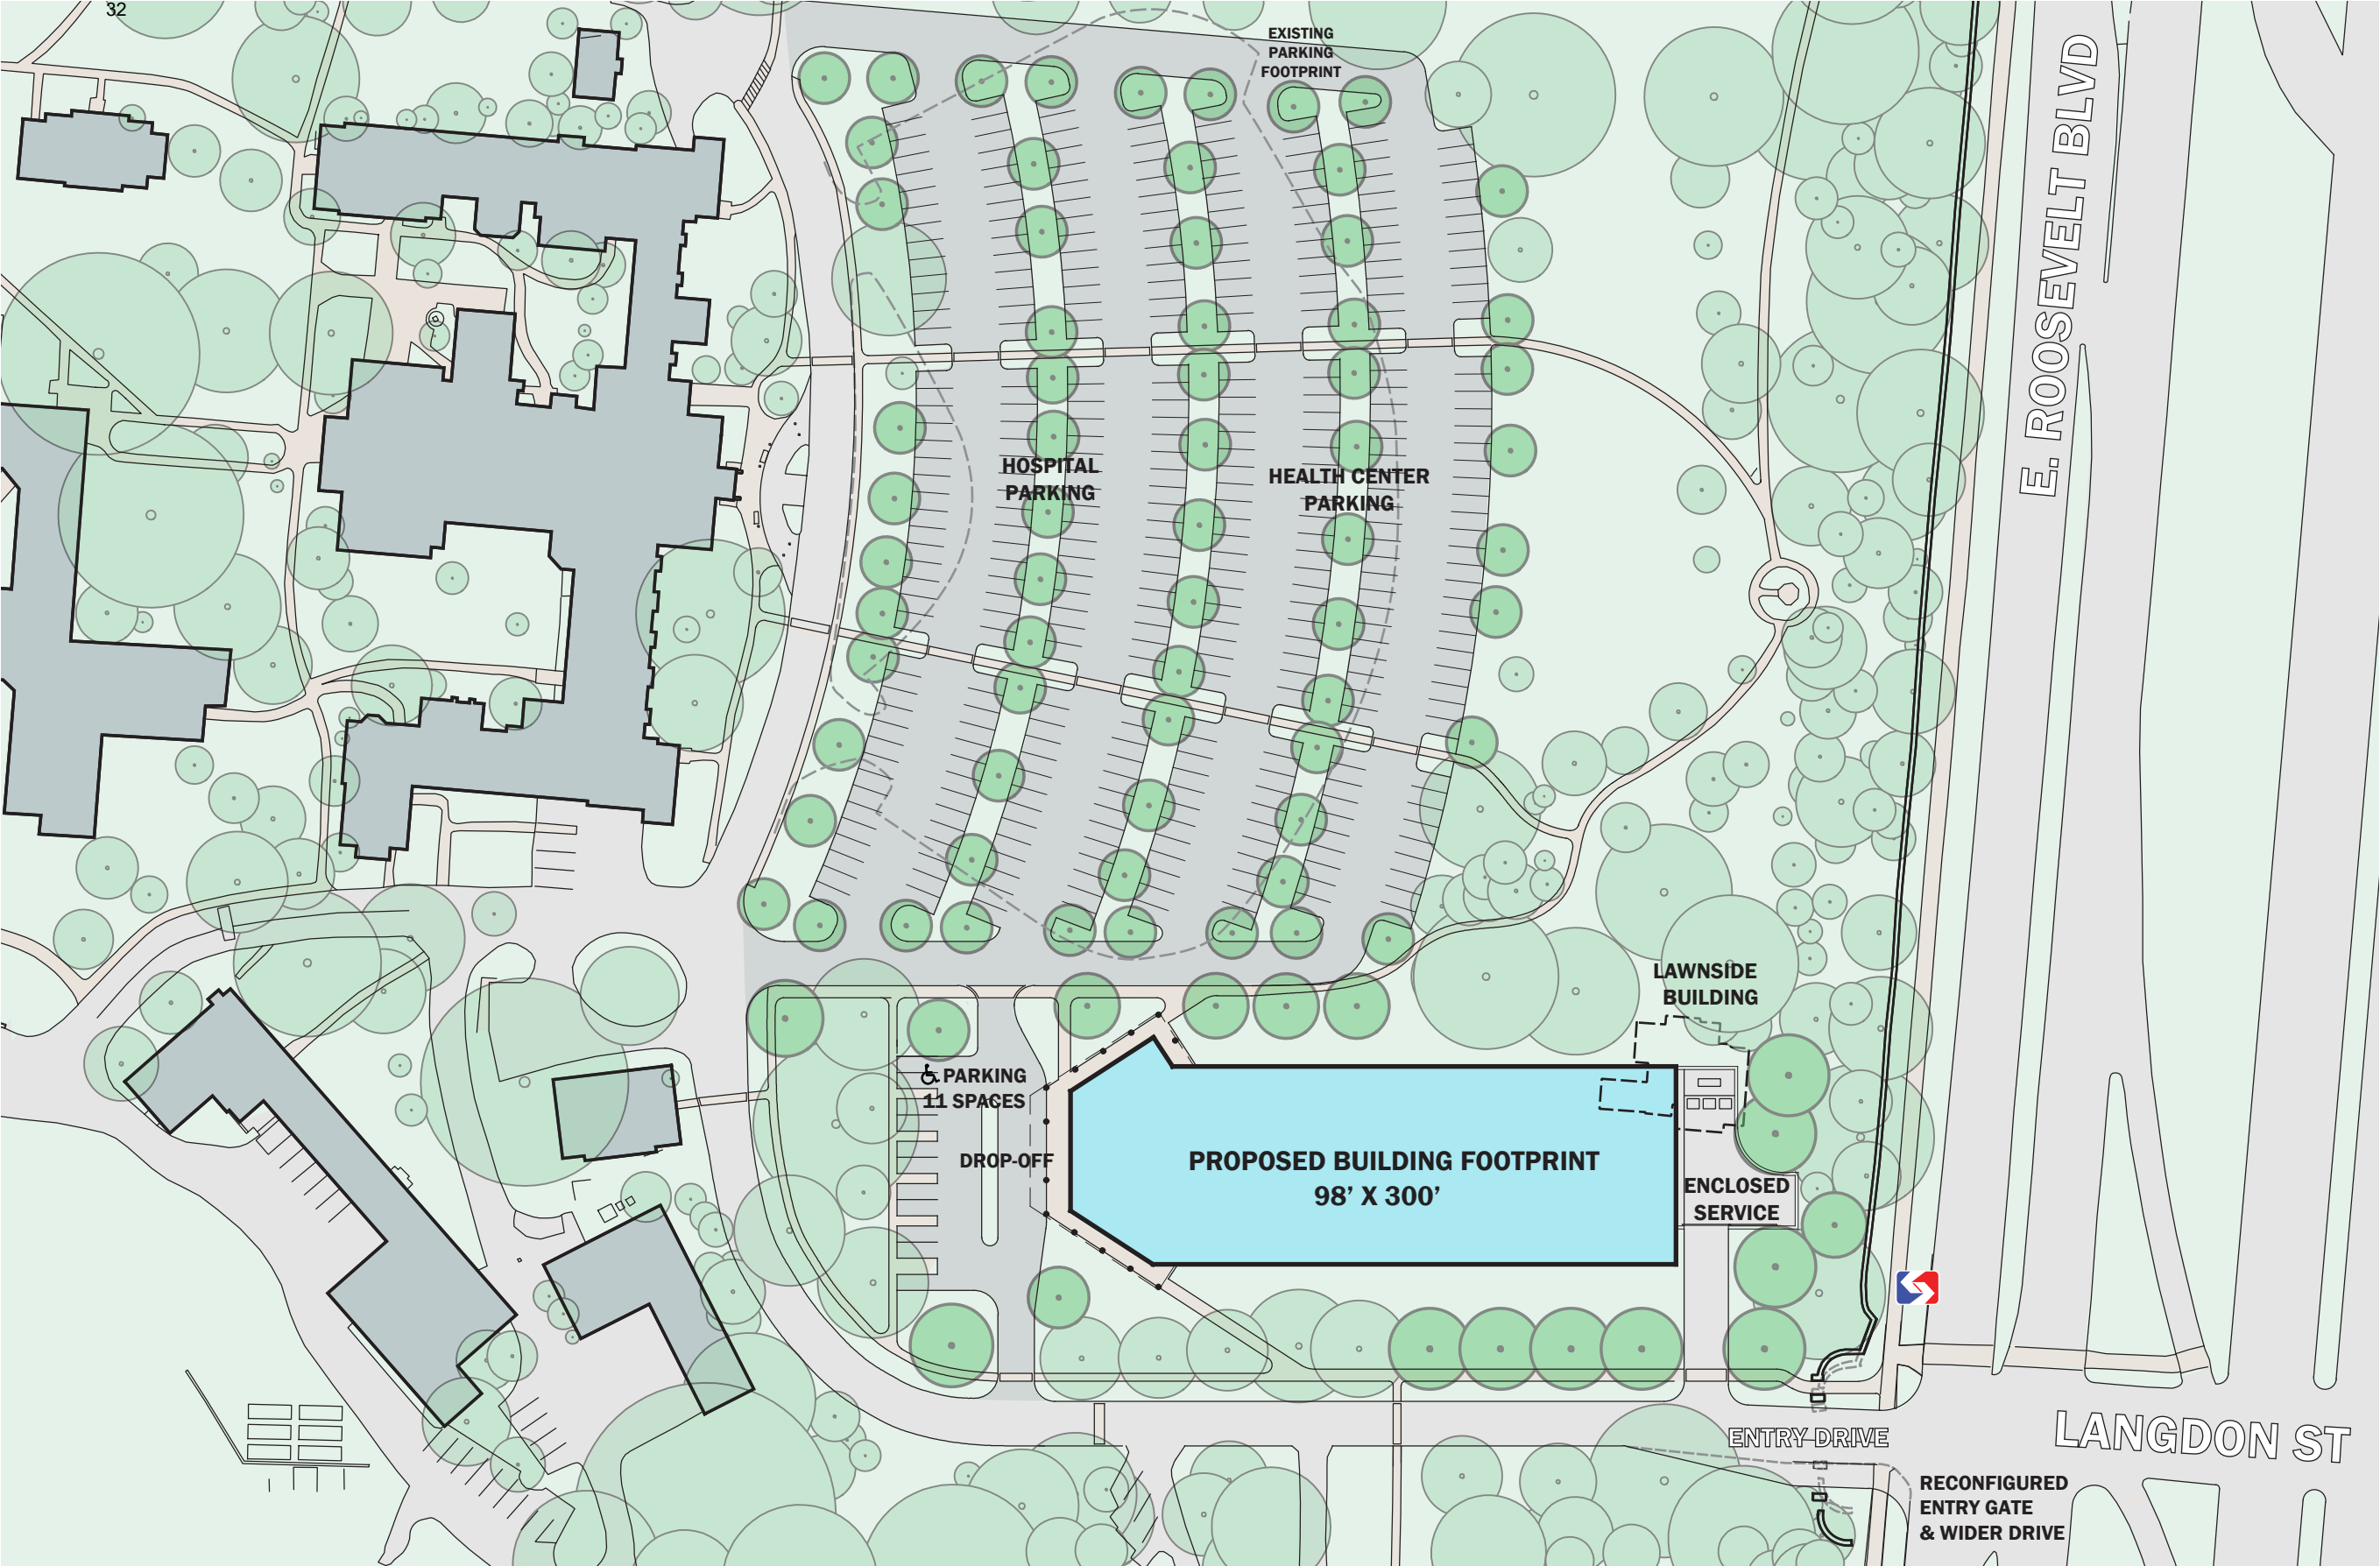 32
EXISTING
PARKING
FOOTPRINT
E. ROOSEVELT BLVD
HOSPITAL
PARKING
HEALTH CENTER
PARKING
LAWNSIDE
BUILDING
PARKING
11 SPACES
DROP-OFF
PROPOSED BUILDING FOOTPRINT
98’ X 300’
ENCLOSED
SERVICE
ENTRY DRIVE
LANGDON ST
RECONFIGURED
ENTRY GATE
& WIDER DRIVE